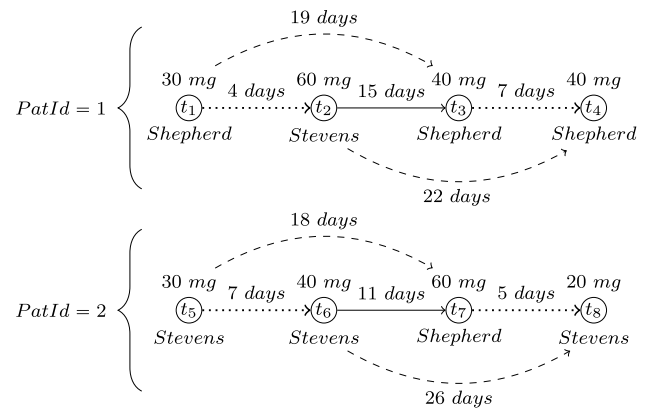 19 days
30 mg 60 mg 40 mg 40 mg
4 days 15 days 7 days
PatId = 1 t1 t2 t3 t4
Shepherd Stevens Shepherd Shepherd
22 days
18 days
30 mg 40 mg 60 mg 20 mg
7 days 11 days 5 days
PatId = 2 t5 t6 t7 t8
Stevens Stevens Shepherd Stevens
26 days